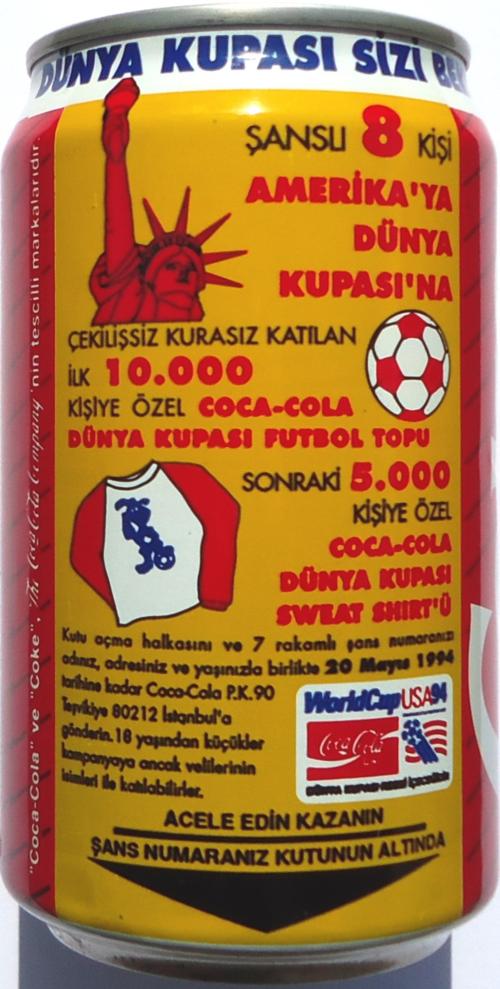 DÜNYA KUPASI SİZİ
ŞANSLI 8 KİŞİ
AMERİKA'YA
DÜNYA
KUPASI'NA
ÇEKİLİŞSİZ KURASIZ KATILAN
İLK 10.000
KİŞİYE ÖZEL COCA-COLA
DÜNYA KUPASI FUTBOL TOPU
SONRAKİ 5.000
KİŞİYE ÖZEL
COCA-COLA
DÜNYA KUPASI
SWEAT SHIRT'Ü
Kutu açma halkasını ve 7 rakamlı şans numaranızı
adınız, adresiniz ve yaşınızla birlikte 20 Mayıs 1994
tarihine kadar Coca-Cola P.K. 90
Teşvikiye 80212 İstanbul'a
gönderin. 18 yaşından küçükler
kampanyaya ancak velilerinin
isimleri ile katılabilirler.
WorldCupUSA94
Coca-Cola
DÜNYA KUPASI RESMİ İÇECEĞİDİR
ACELE EDİN KAZANIN
ŞANS NUMARANIZ KUTUNUN ALTINDA
"Coca-Cola" ve "Coke", The Coca-Cola Company'nin tescilli markalarıdır.